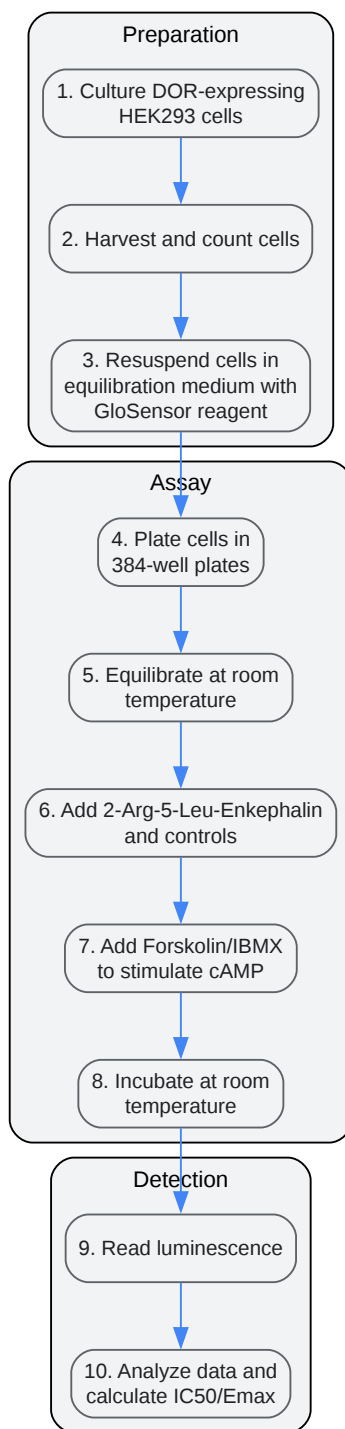 Preparation
1. Culture DOR-expressing
HEK293 cells
2. Harvest and count cells
3. Resuspend cells in
equilibration medium with
GloSensor reagent
Assay
4. Plate cells in
384-well plates
5. Equilibrate at room
temperature
6. Add 2-Arg-5-Leu-Enkephalin
and controls
7. Add Forskolin/IBMX
to stimulate cAMP
8. Incubate at room
temperature
Detection
9. Read luminescence
10. Analyze data and
calculate IC50/Emax